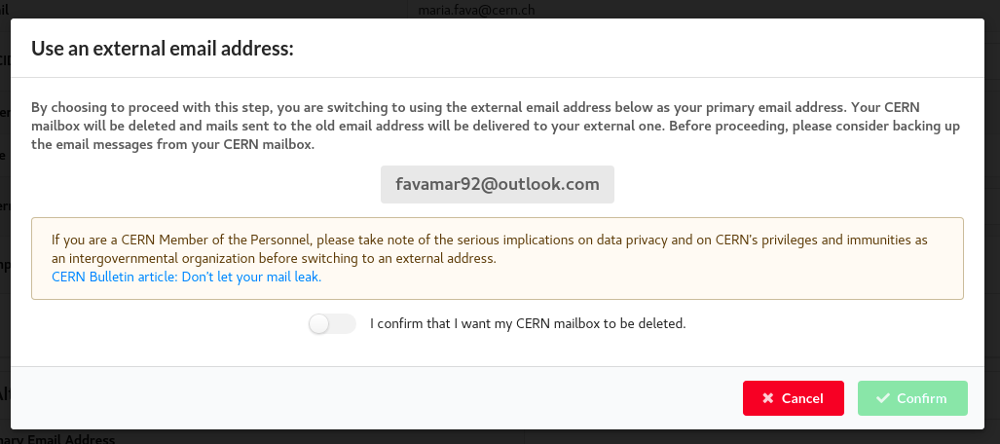 ail
maria.fava@cern.ch
Use an external email address:
By choosing to proceed with this step, you are switching to using the external email address below as your primary email address. Your CERN
mailbox will be deleted and mails sent to the old email address will be delivered to your external one. Before proceeding, please consider backing up
the email messages from your CERN mailbox.
favamar92@outlook.com
If you are a CERN Member of the Personnel, please take note of the serious implications on data privacy and on CERN's privileges and immunities as
an intergovernmental organization before switching to an external address.
CERN Bulletin article: Don't let your mail leak.
I confirm that I want my CERN mailbox to be deleted.
Cancel
Confirm
mary Email Address